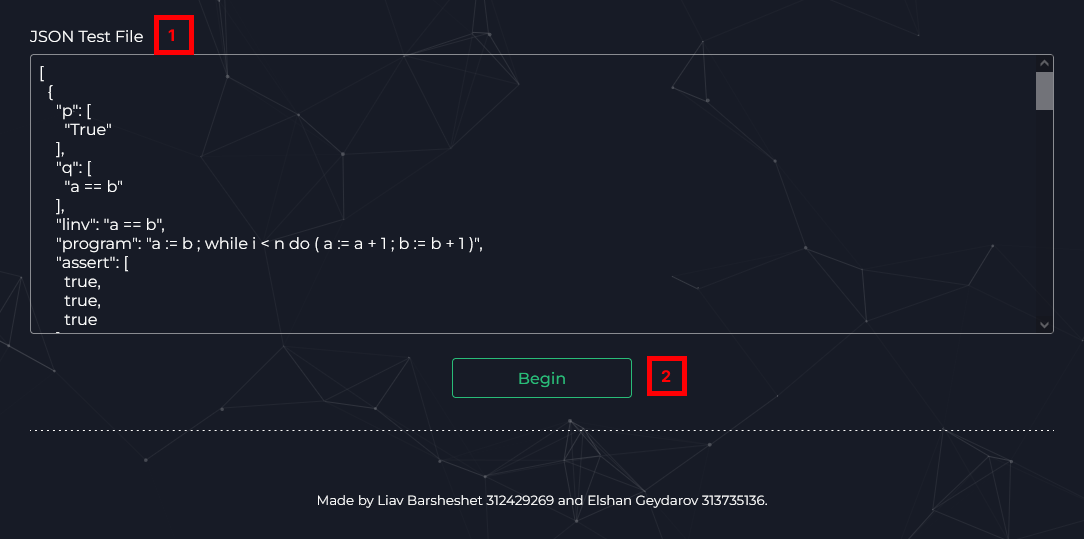 JSON Test File 1
[
{
"p": [
"True"
],
"q": [
"a == b"
],
"linv": "a == b",
"program": "a := b ; while i < n do ( a := a + 1 ; b := b + 1 )",
"assert": [
true,
true,
true
Begin 2
Made by Liav Barsheshet 312429269 and Elshan Geydarov 313735136.